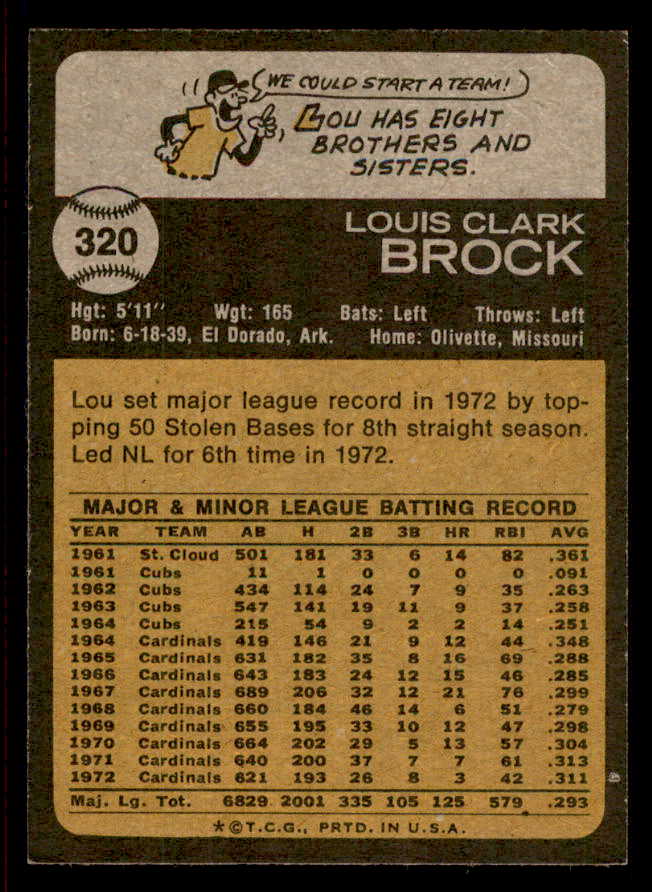 WE COULD START A TEAM!
LOU HAS EIGHT
BROTHERS AND
SISTERS.
320
LOUIS CLARK
BROCK
Hgt: 5'11" Wgt: 165 Bats: Left Throws: Left
Born: 6-18-39, El Dorado, Ark. Home: Olivette, Missouri
Lou set major league record in 1972 by top-
ping 50 Stolen Bases for 8th straight season.
Led NL for 6th time in 1972.
MAJOR & MINOR LEAGUE BATTING RECORD
YEAR TEAM AB H 2B 3B HR RBI AVG
1961 St. Cloud 501 181 33 6 14 82 .361
1961 Cubs 11 1 0 0 0 0 .091
1962 Cubs 434 114 24 7 9 35 .263
1963 Cubs 547 141 19 11 9 37 .258
1964 Cubs 215 54 9 2 2 14 .251
1964 Cardinals 419 146 21 9 12 44 .348
1965 Cardinals 631 182 35 8 16 69 .288
1966 Cardinals 643 183 24 12 15 46 .285
1967 Cardinals 689 206 32 12 21 76 .299
1968 Cardinals 660 184 46 14 6 51 .279
1969 Cardinals 655 195 33 10 12 47 .298
1970 Cardinals 664 202 29 5 13 57 .304
1971 Cardinals 640 200 37 7 7 61 .313
1972 Cardinals 621 193 26 8 3 42 .311
Maj. Lg. Tot. 6829 2001 335 105 125 579 .293
*©T.C.G., PRTD. IN U.S.A.